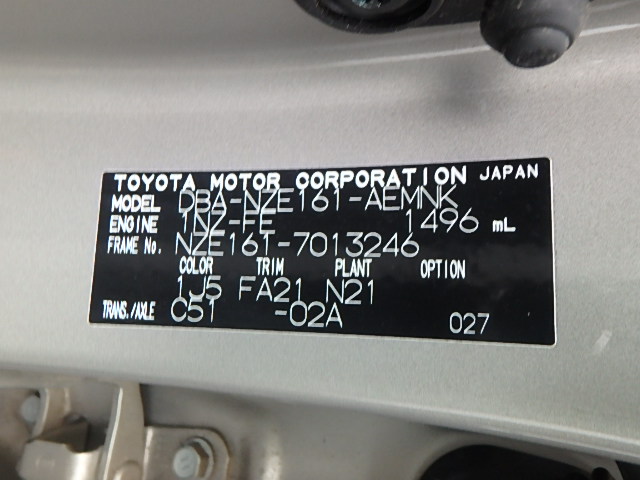 TOYOTA MOTOR CORPORATION JAPAN
MODEL DBA-NZE161-AEMNK
ENGINE 1NZ-FE 1496 mL
FRAME No. NZE161-7013246
COLOR TRIM PLANT OPTION
1J5 FA21 N21
TRANS./AXLE C51 -02A 027